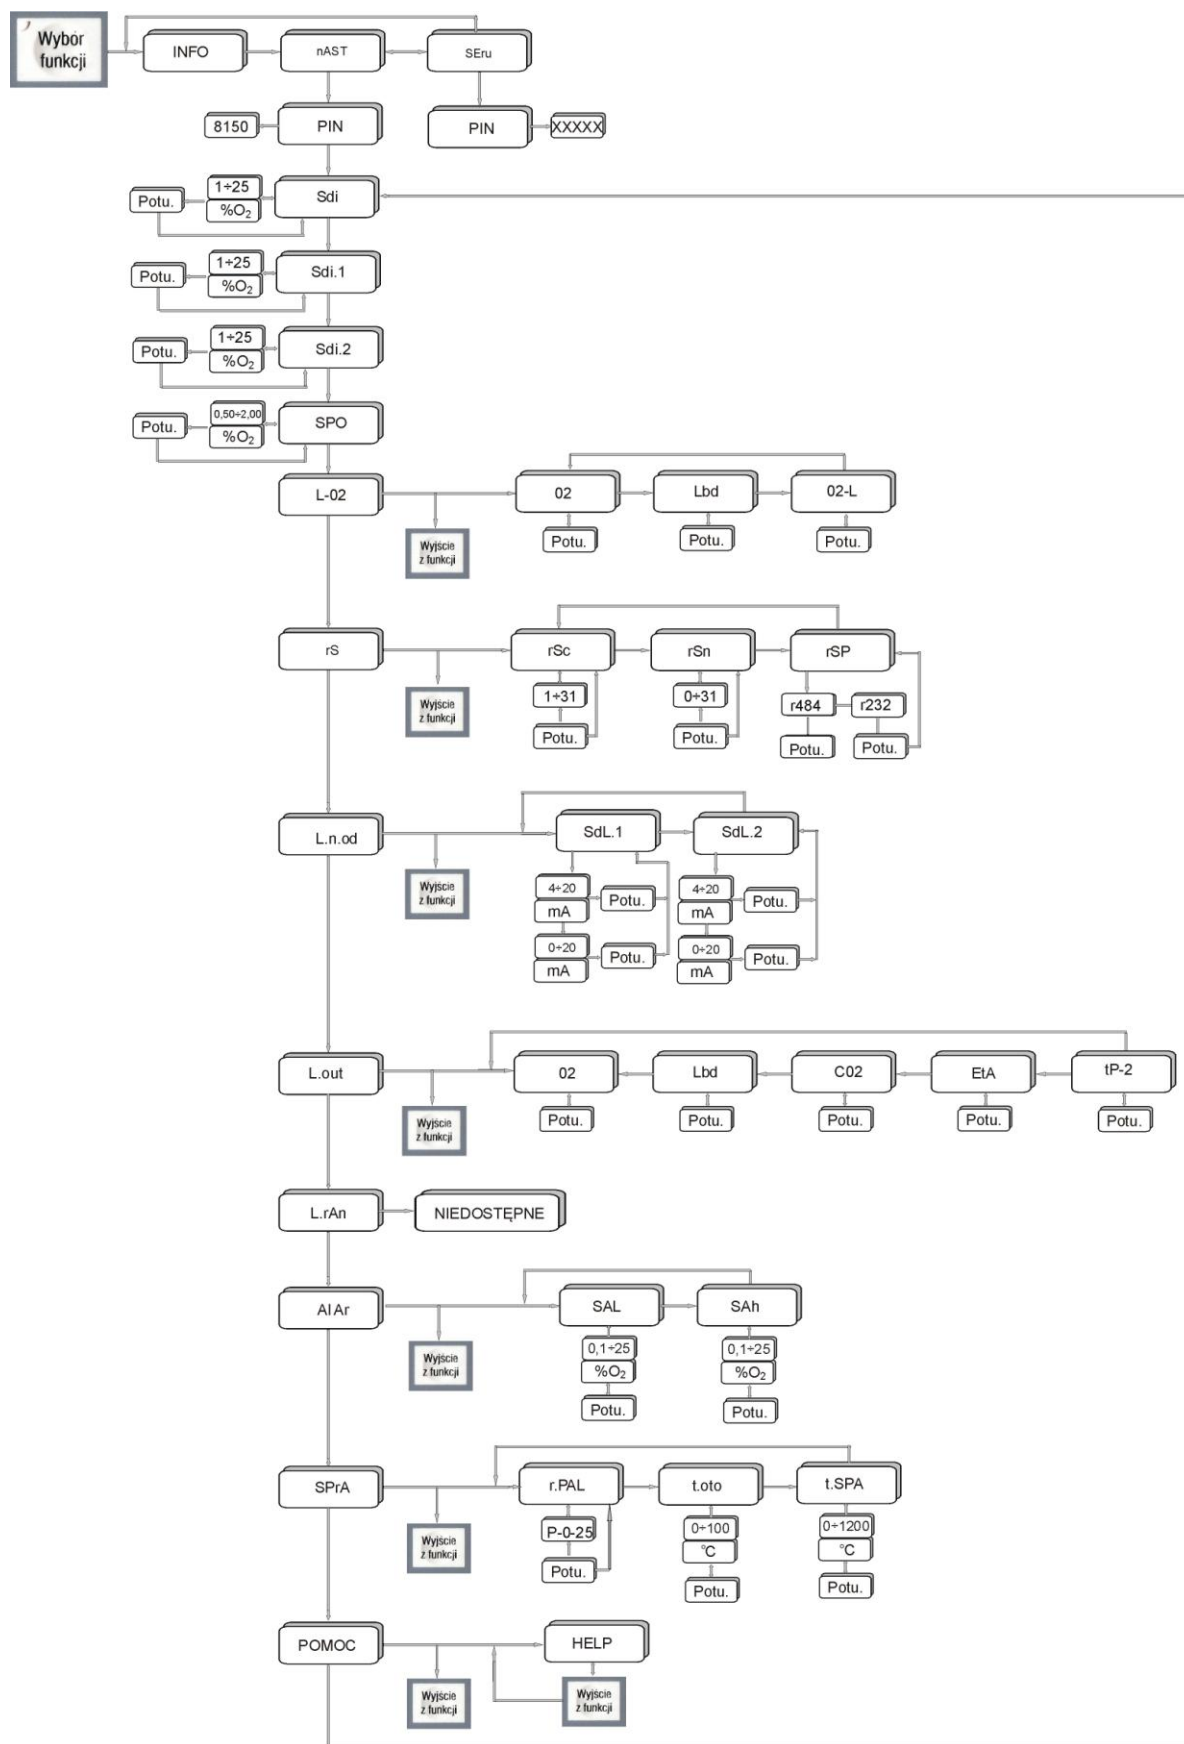 Wybór
funkcji
INFO
nAST
SEru
8150
PIN
PIN
XXXXX
Potu.
1÷25
%O₂
Sdi
Potu.
1÷25
%O₂
Sdi.1
Potu.
1÷25
%O₂
Sdi.2
Potu.
0,50÷2,00
%O₂
SPO
L-02
02
Lbd
02-L
Wyjście
z funkcji
Potu.
Potu.
Potu.
rS
rSc
rSn
rSP
Wyjście
z funkcji
1÷31
0÷31
r484
r232
Potu.
Potu.
Potu.
Potu.
L.n.od
SdL.1
SdL.2
Wyjście
z funkcji
4÷20
mA
Potu.
4÷20
mA
Potu.
0÷20
mA
Potu.
0÷20
mA
Potu.
L.out
02
Lbd
C02
EtA
tP-2
Wyjście
z funkcji
Potu.
Potu.
Potu.
Potu.
Potu.
L.rAn
NIEDOSTĘPNE
AlAr
SAL
SAh
Wyjście
z funkcji
0,1÷25
%O₂
0,1÷25
%O₂
Potu.
Potu.
SPrA
r.PAL
t.oto
t.SPA
Wyjście
z funkcji
P-0-25
0÷100
°C
0÷1200
°C
Potu.
Potu.
Potu.
POMOC
HELP
Wyjście
z funkcji
Wyjście
z funkcji